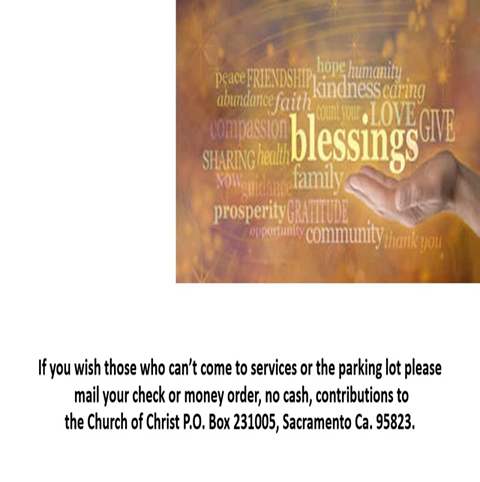 hope humanity
peace FRIENDSHIP kindness caring
abundance faith count your LOVE GIVE
compassion blessings
SHARING health
NOW guidance family
prosperity GRATITUDE
opportunity community thank you
If you wish those who can't come to services or the parking lot please
mail your check or money order, no cash, contributions to
the Church of Christ P.O. Box 231005, Sacramento Ca. 95823.